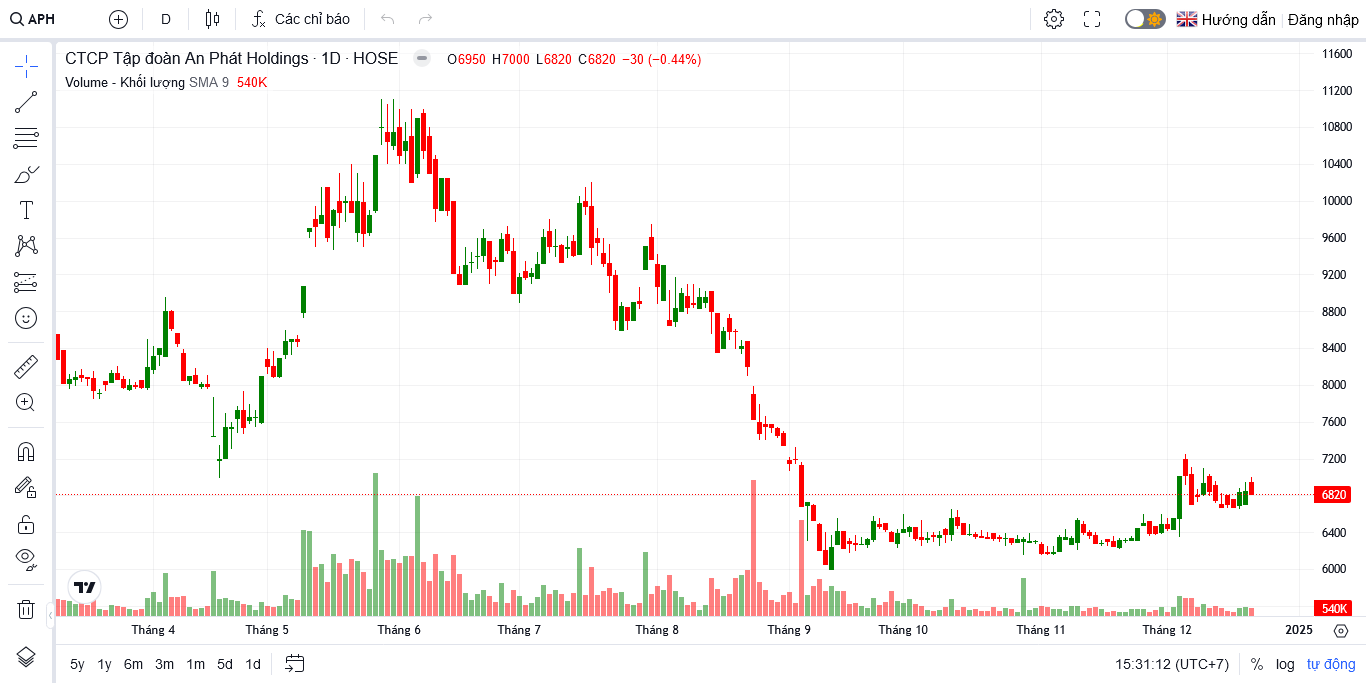 APH D Các chỉ báo Hướng dẫn Đăng nhập
CTCP Tập đoàn An Phát Holdings · 1D · HOSE O6950 H7000 L6820 C6820 −30 (−0.44%)
Volume - Khối lượng SMA 9 540K
11600
11200
10800
10400
10000
9600
9200
8800
8400
8000
7600
7200
6820
6400
6000
540K
Tháng 4 Tháng 5 Tháng 6 Tháng 7 Tháng 8 Tháng 9 Tháng 10 Tháng 11 Tháng 12 2025
5y 1y 6m 3m 1m 5d 1d 15:31:12 (UTC+7) % log tự động